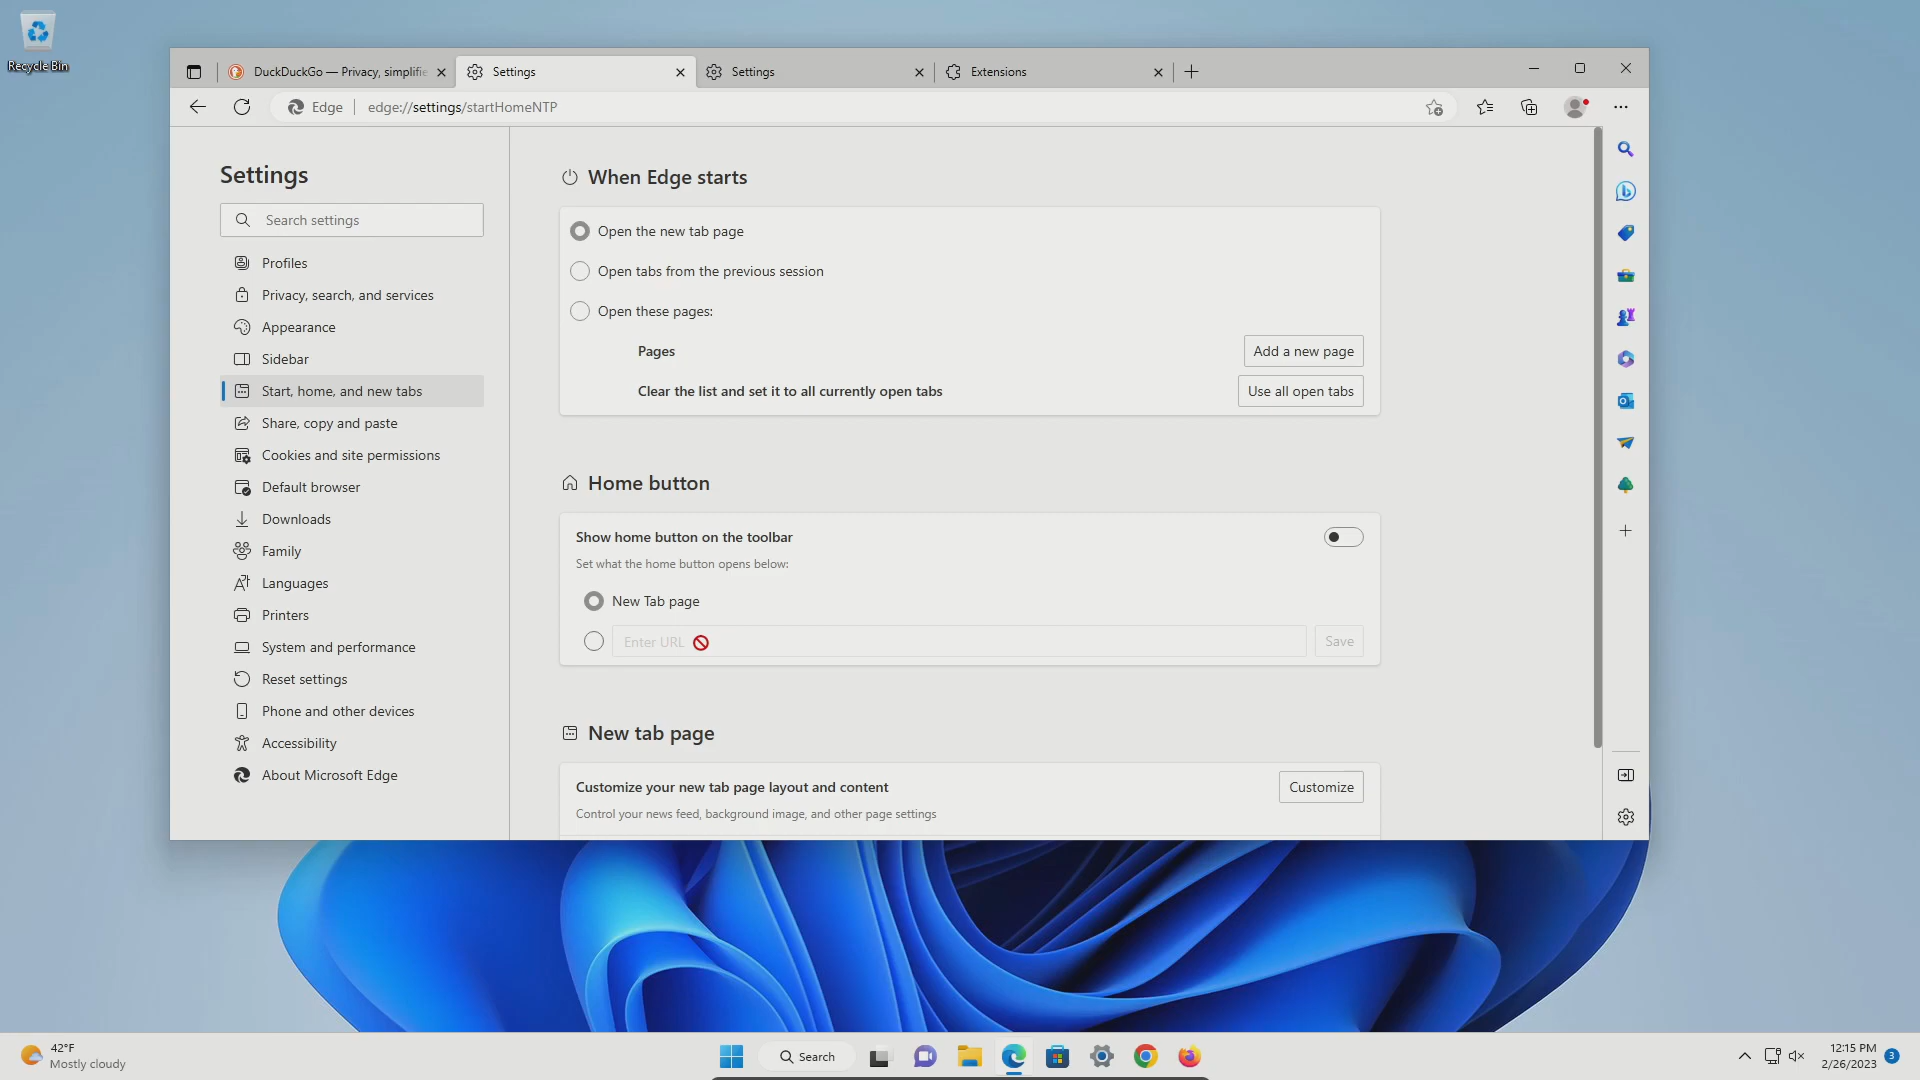 Recycle Bin
DuckDuckGo — Privacy, simplifie
Settings
Settings
Extensions
Edge
edge://settings/startHomeNTP
Settings
Search settings
Profiles
Privacy, search, and services
Appearance
Sidebar
Start, home, and new tabs
Share, copy and paste
Cookies and site permissions
Default browser
Downloads
Family
Languages
Printers
System and performance
Reset settings
Phone and other devices
Accessibility
About Microsoft Edge
When Edge starts
Open the new tab page
Open tabs from the previous session
Open these pages:
Pages
Add a new page
Clear the list and set it to all currently open tabs
Use all open tabs
Home button
Show home button on the toolbar
Set what the home button opens below:
New Tab page
Enter URL
Save
New tab page
Customize your new tab page layout and content
Customize
Control your news feed, background image, and other page settings
42°F
Mostly cloudy
Search
12:15 PM
2/26/2023
3